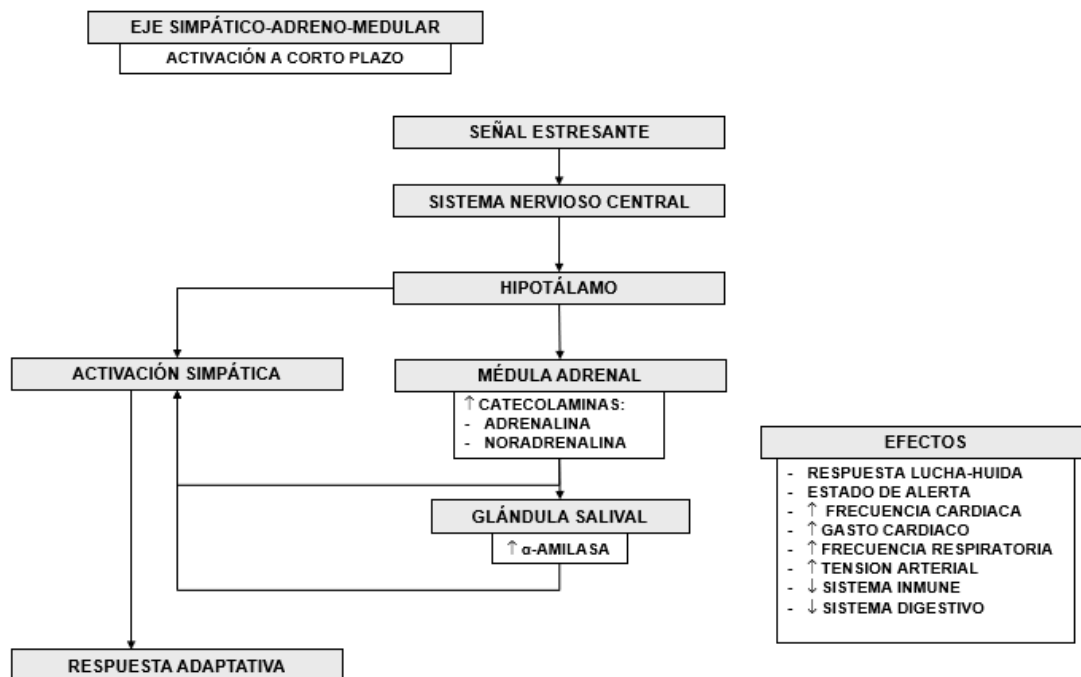 EJE SIMPÁTICO-ADRENO-MEDULAR
ACTIVACIÓN A CORTO PLAZO
SEÑAL ESTRESANTE
SISTEMA NERVIOSO CENTRAL
HIPOTÁLAMO
ACTIVACIÓN SIMPÁTICA
MÉDULA ADRENAL
↑ CATECOLAMINAS:
- ADRENALINA
- NORADRENALINA
GLÁNDULA SALIVAL
↑ α-AMILASA
EFECTOS
- RESPUESTA LUCHA-HUIDA
- ESTADO DE ALERTA
- ↑ FRECUENCIA CARDIACA
- ↑ GASTO CARDIACO
- ↑ FRECUENCIA RESPIRATORIA
- ↑ TENSION ARTERIAL
- ↓ SISTEMA INMUNE
- ↓ SISTEMA DIGESTIVO
RESPUESTA ADAPTATIVA